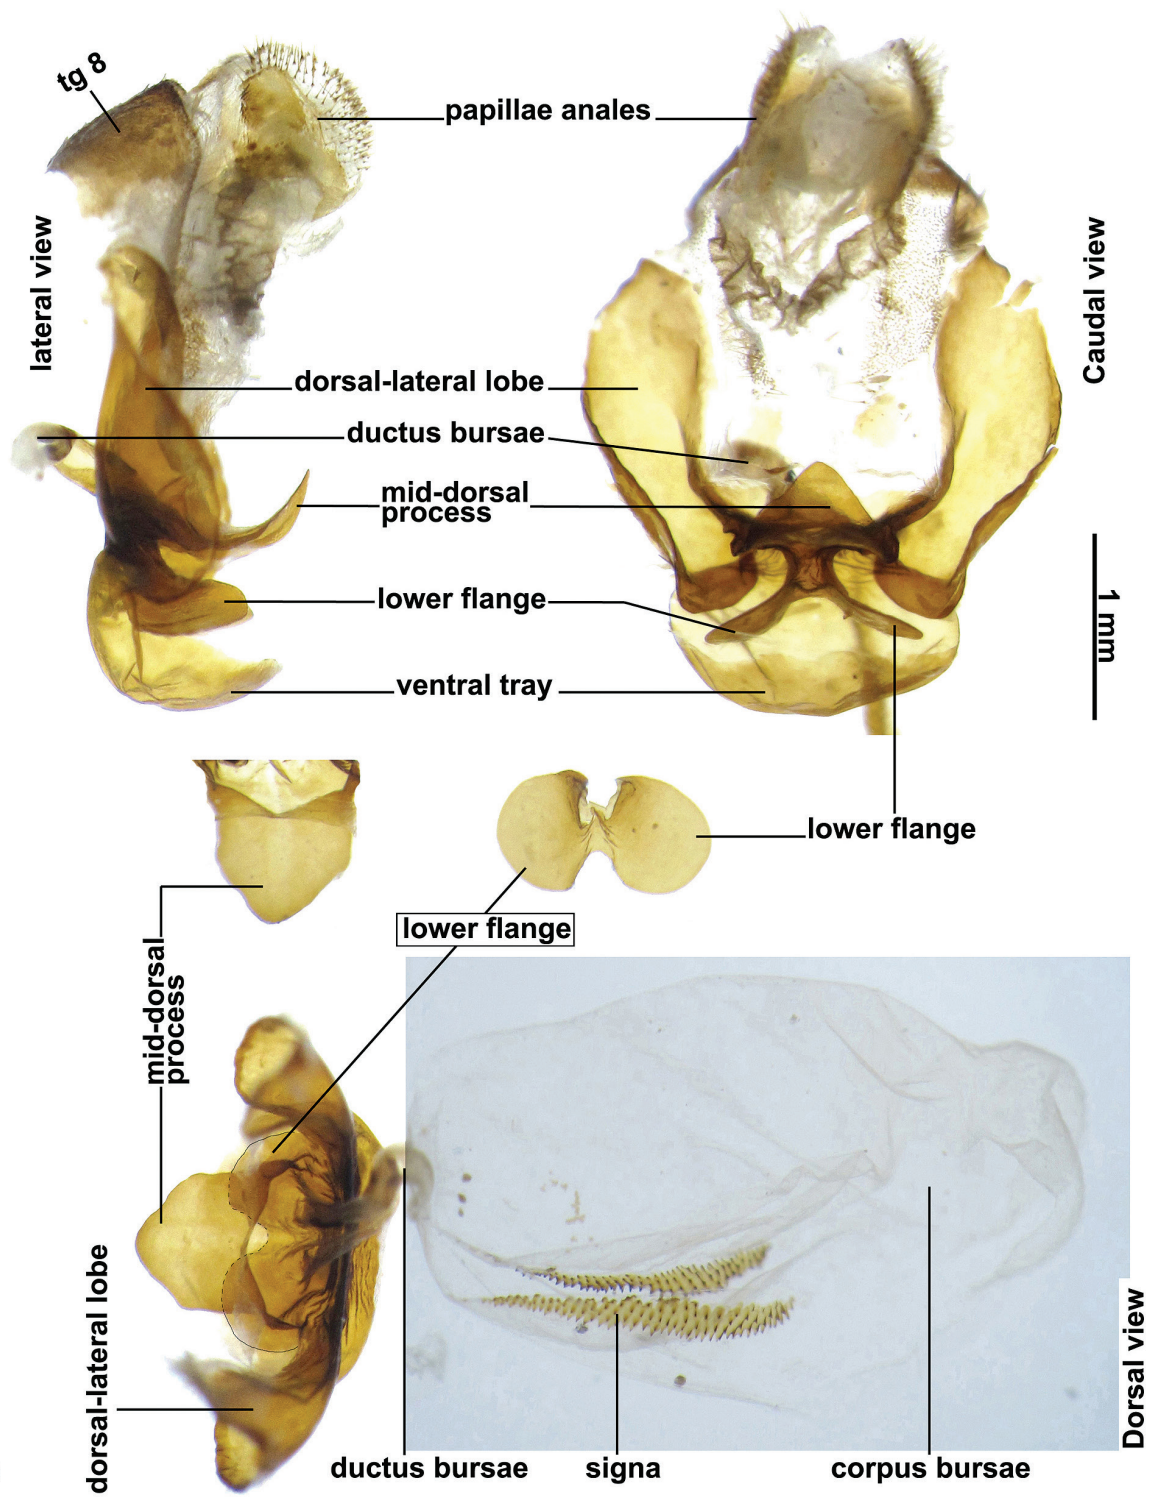 tg 8
papillae anales
lateral view
Caudal view
dorsal-lateral lobe
ductus bursae
mid-dorsal
process
1 mm
lower flange
ventral tray
lower flange
lower flange
mid-dorsal
process
dorsal-lateral lobe
Dorsal view
ductus bursae
signa
corpus bursae